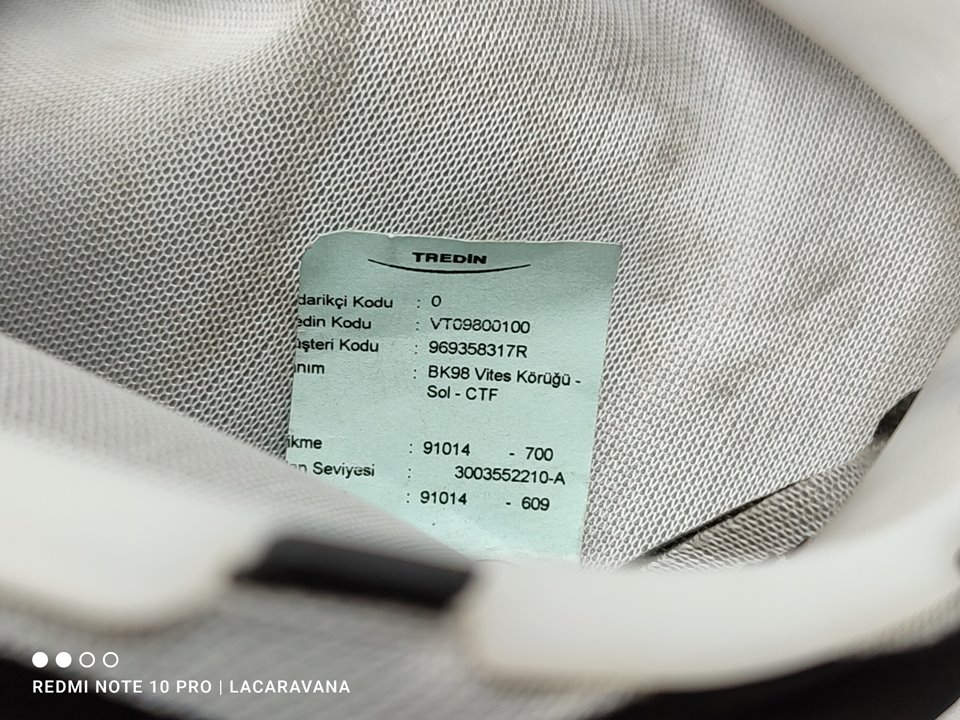 TREDİN
darikçi Kodu : 0
edin Kodu : VT09800100
üşteri Kodu : 969358317R
nım : BK98 Vites Körüğü -
Sol - CTF
ikme : 91014 - 700
n Seviyesi : 3003552210-A
: 91014 - 609
REDMI NOTE 10 PRO | LACARAVANA